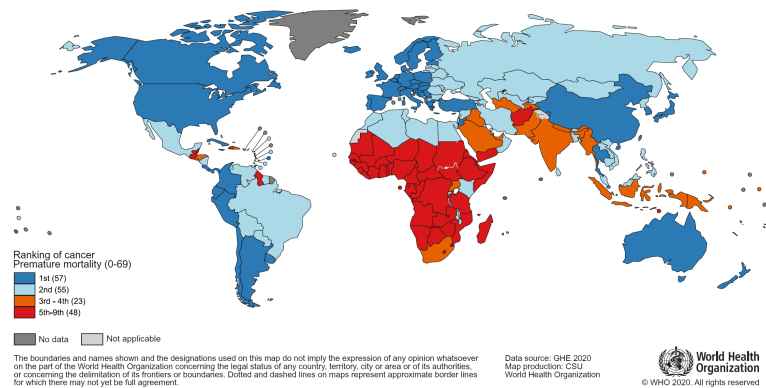 Ranking of cancer
Premature mortality (0-69)
1st (57)
2nd (55)
3rd - 4th (23)
5th-9th (48)
No data
Not applicable
The boundaries and names shown and the designations used on this map do not imply the expression of any opinion whatsoever
on the part of the World Health Organization concerning the legal status of any country, territory, city or area or of its authorities,
or concerning the delimitation of its frontiers or boundaries. Dotted and dashed lines on maps represent approximate border lines
for which there may not yet be full agreement.
Data source: GHE 2020
Map production: CSU
World Health Organization
World Health
Organization
© WHO 2020. All rights reserved